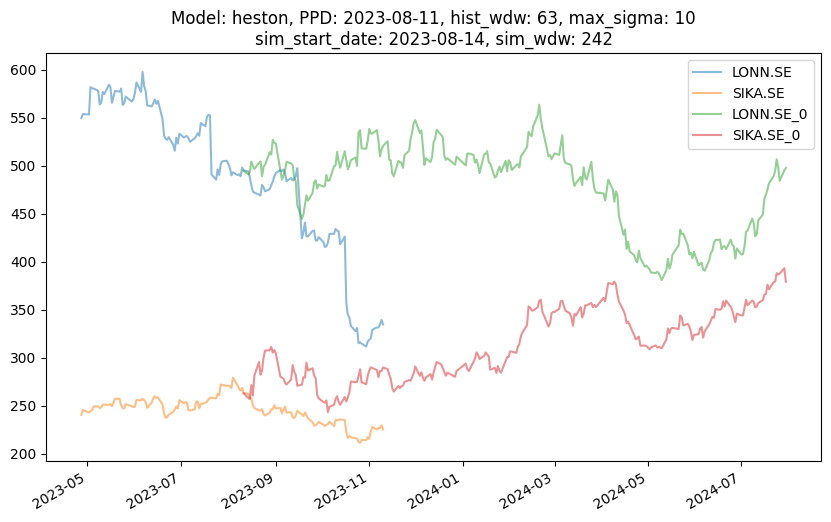 Model: heston, PPD: 2023-08-11, hist_wdw: 63, max_sigma: 10
sim_start_date: 2023-08-14, sim_wdw: 242
LONN.SE
SIKA.SE
LONN.SE_0
SIKA.SE_0
600
550
500
450
400
350
300
250
200
2023-05
2023-07
2023-09
2023-11
2024-01
2024-03
2024-05
2024-07